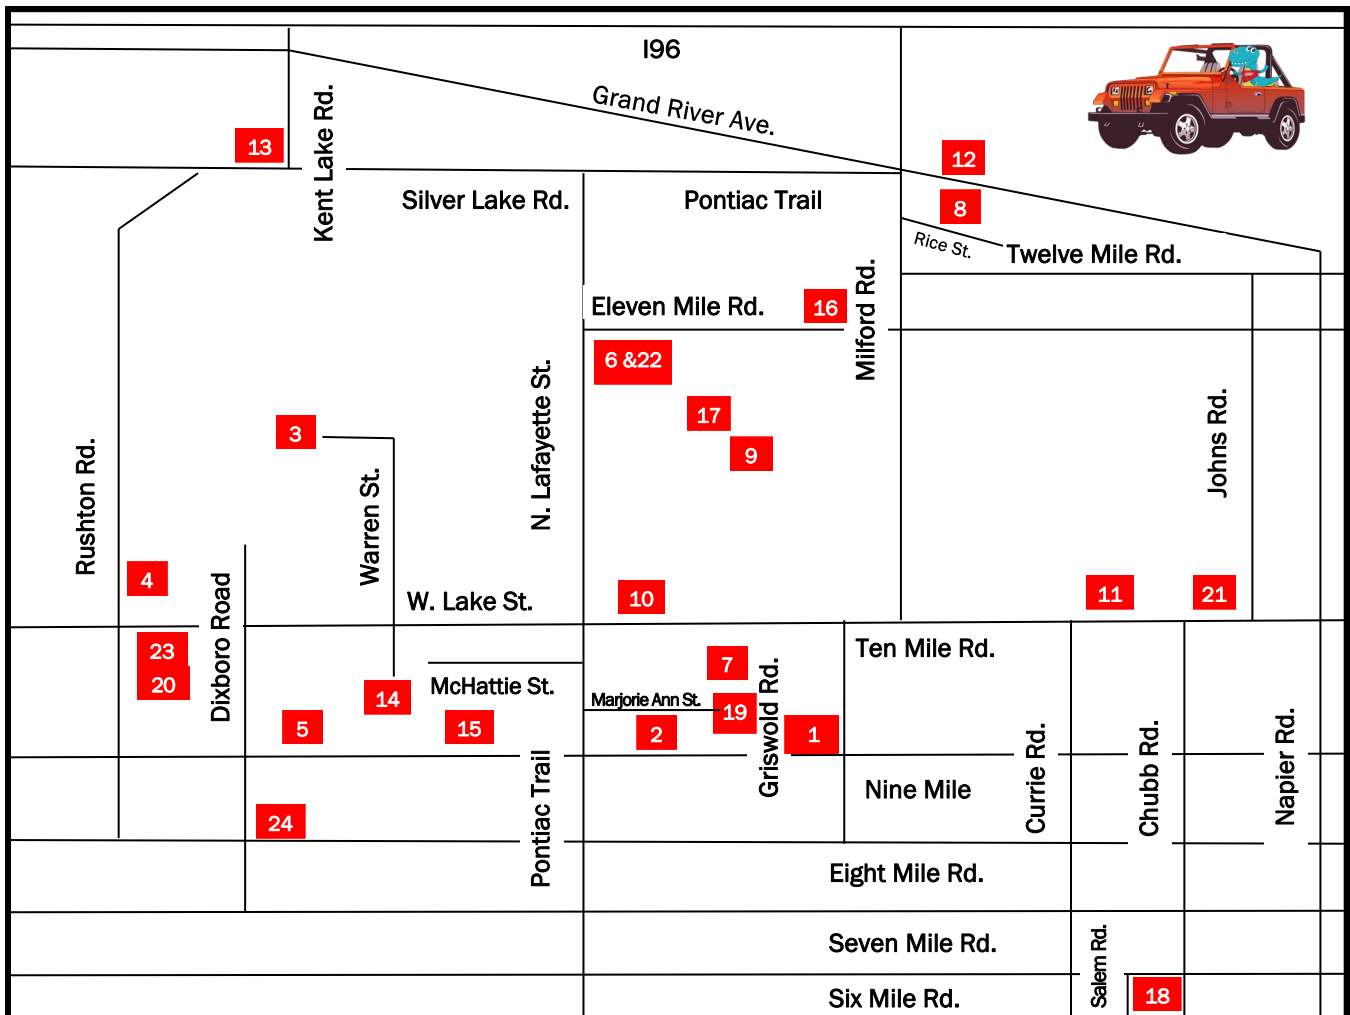 I96
Grand River Ave.
Kent Lake Rd.
13
12
Silver Lake Rd.
Pontiac Trail
8
Rice St.
Twelve Mile Rd.
Milford Rd.
Eleven Mile Rd.
16
6 &22
N. Lafayette St.
17
Johns Rd.
3
9
Rushton Rd.
Warren St.
4
Dixboro Road
W. Lake St.
10
11
21
23
7
Ten Mile Rd.
20
14
McHattie St.
Marjorie Ann St.
19
Griswold Rd.
5
15
2
1
Currie Rd.
Chubb Rd.
Napier Rd.
Pontiac Trail
Nine Mile
24
Eight Mile Rd.
Seven Mile Rd.
Salem Rd.
Six Mile Rd.
18